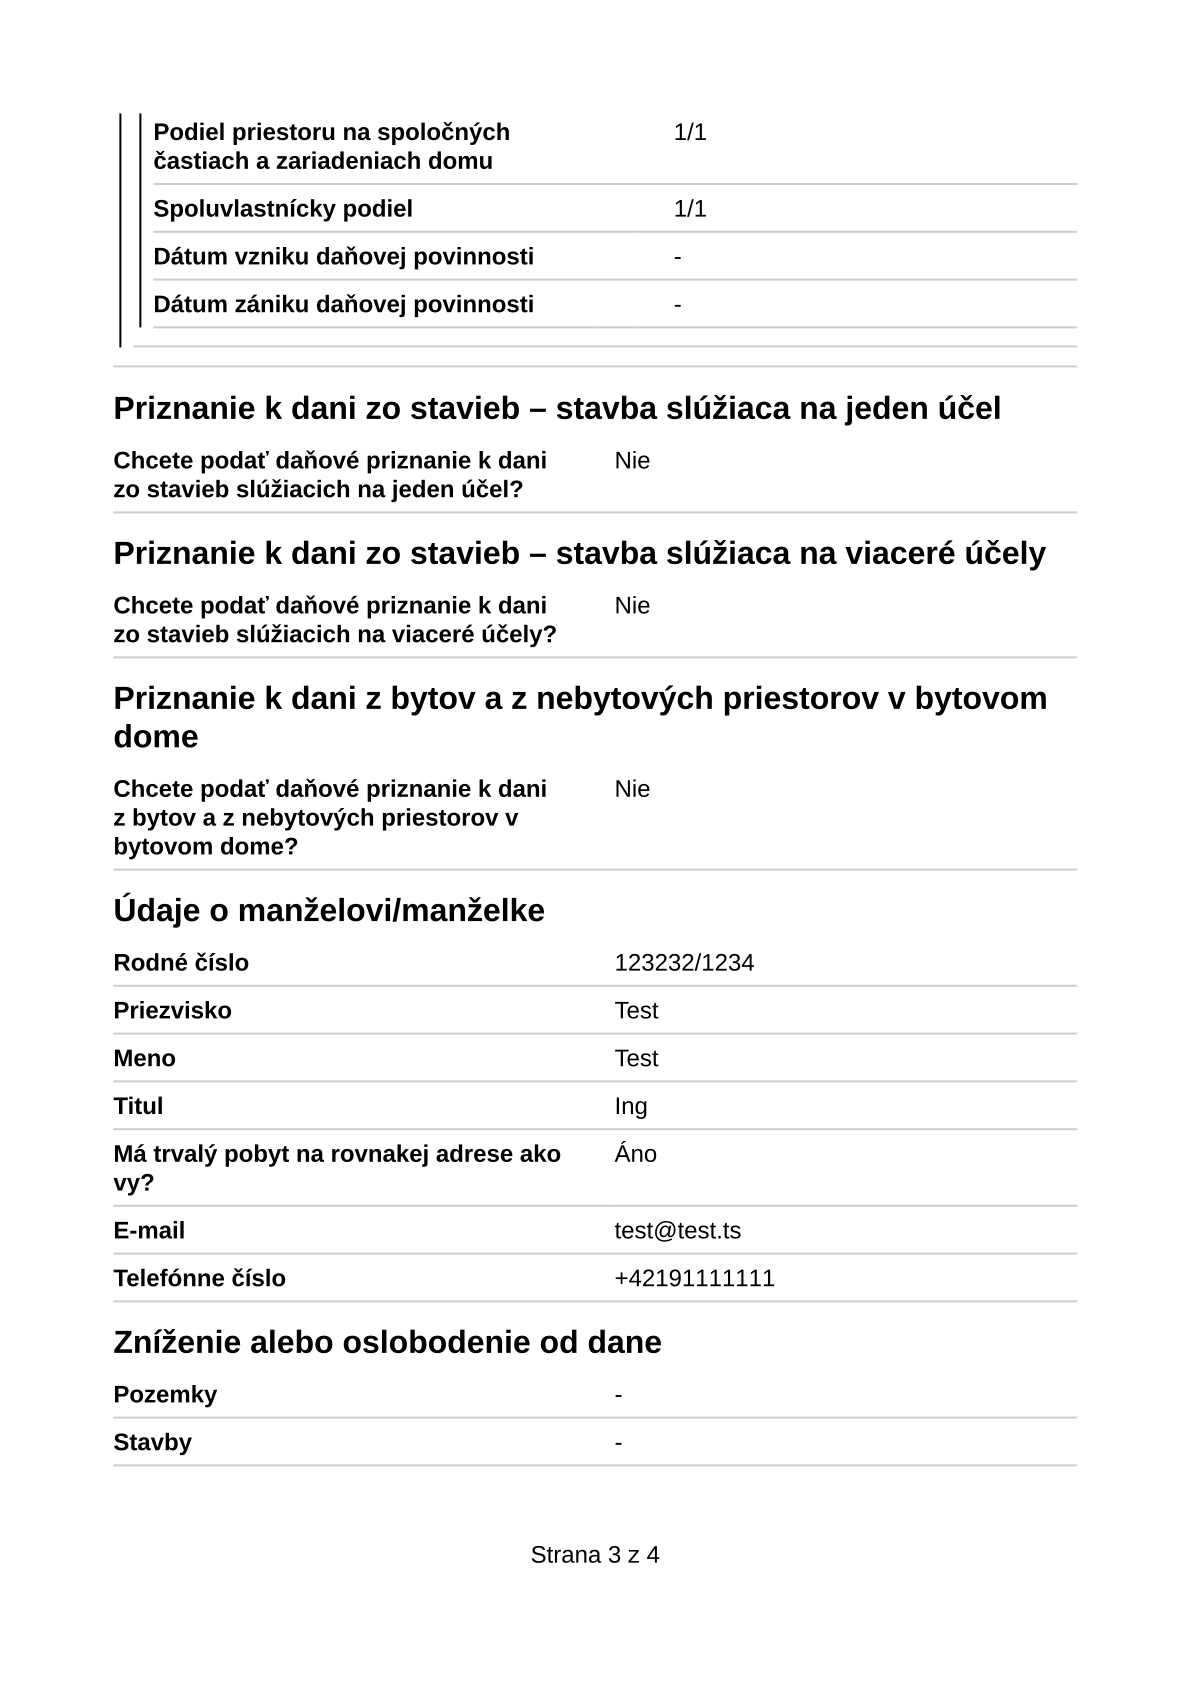 Podiel priestoru na spoločných 1/1
častiach a zariadeniach domu
Spoluvlastnícky podiel 1/1
Dátum vzniku daňovej povinnosti -
Dátum zániku daňovej povinnosti -
Priznanie k dani zo stavieb – stavba slúžiaca na jeden účel
Chcete podať daňové priznanie k dani Nie
zo stavieb slúžiacich na jeden účel?
Priznanie k dani zo stavieb – stavba slúžiaca na viaceré účely
Chcete podať daňové priznanie k dani Nie
zo stavieb slúžiacich na viaceré účely?
Priznanie k dani z bytov a z nebytových priestorov v bytovom
dome
Chcete podať daňové priznanie k dani Nie
z bytov a z nebytových priestorov v
bytovom dome?
Údaje o manželovi/manželke
Rodné číslo 123232/1234
Priezvisko Test
Meno Test
Titul Ing
Má trvalý pobyt na rovnakej adrese ako Áno
vy?
E-mail test@test.ts
Telefónne číslo +42191111111
Zníženie alebo oslobodenie od dane
Pozemky -
Stavby -
Strana 3 z 4